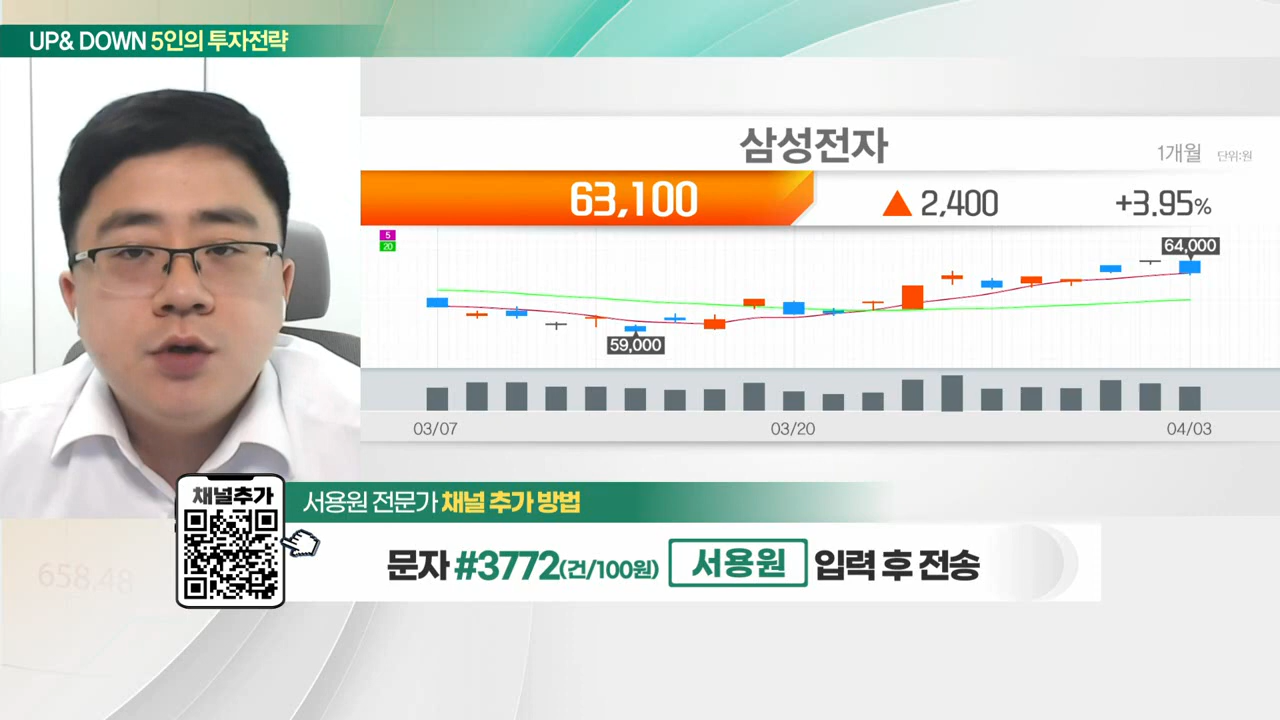 UP& DOWN 5인의 투자전략
삼성전자
1개월 단위:원
63,100 ▲ 2,400 +3.95%
5
20
64,000
59,000
03/07 03/20 04/03
채널추가
서용원 전문가 채널 추가 방법
문자 #3772(건/100원) 서용원 입력 후 전송
658.48